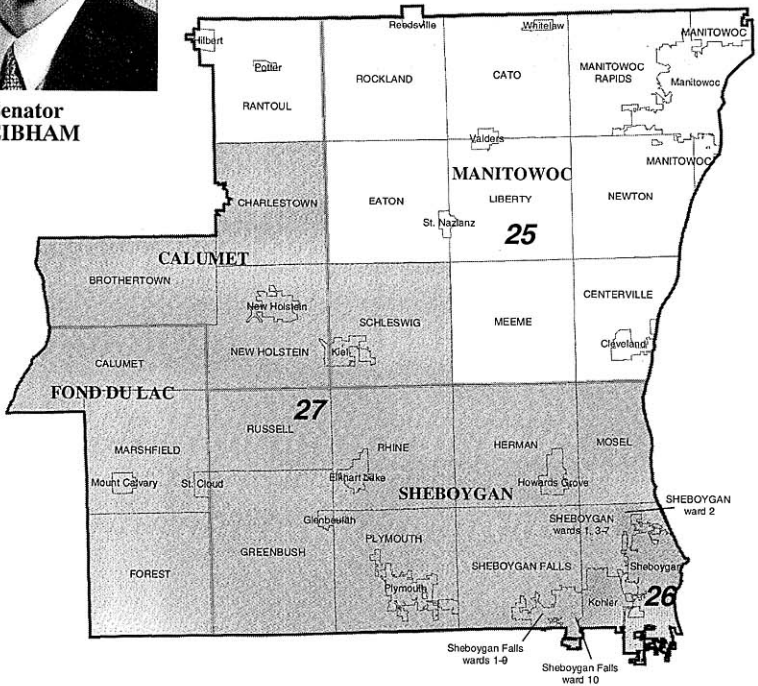 enator
EIBHAM
Hilbert
Reedsville
Whitelaw
MANITOWOC
Potter
RANTOUL
ROCKLAND
CATO
MANITOWOC
RAPIDS
Manitowoc
Valders
MANITOWOC
MANITOWOC
CHARLESTOWN
EATON
LIBERTY
NEWTON
St. Nazianz
25
CALUMET
BROTHERTOWN
New Holstein
SCHLESWIG
MEEME
CENTERVILLE
Cleveland
CALUMET
NEW HOLSTEIN
Kiel
FOND DU LAC
27
RUSSELL
MARSHFIELD
RHINE
HERMAN
MOSEL
Mount Calvary
St. Cloud
Elkhart Lake
Howards Grove
SHEBOYGAN
SHEBOYGAN
ward 2
Glenbeulah
SHEBOYGAN
wards 1, 3-7
GREENBUSH
PLYMOUTH
FOREST
SHEBOYGAN FALLS
Sheboygan
Plymouth
Kohler
26
Sheboygan Falls
wards 1-9
Sheboygan Falls
ward 10